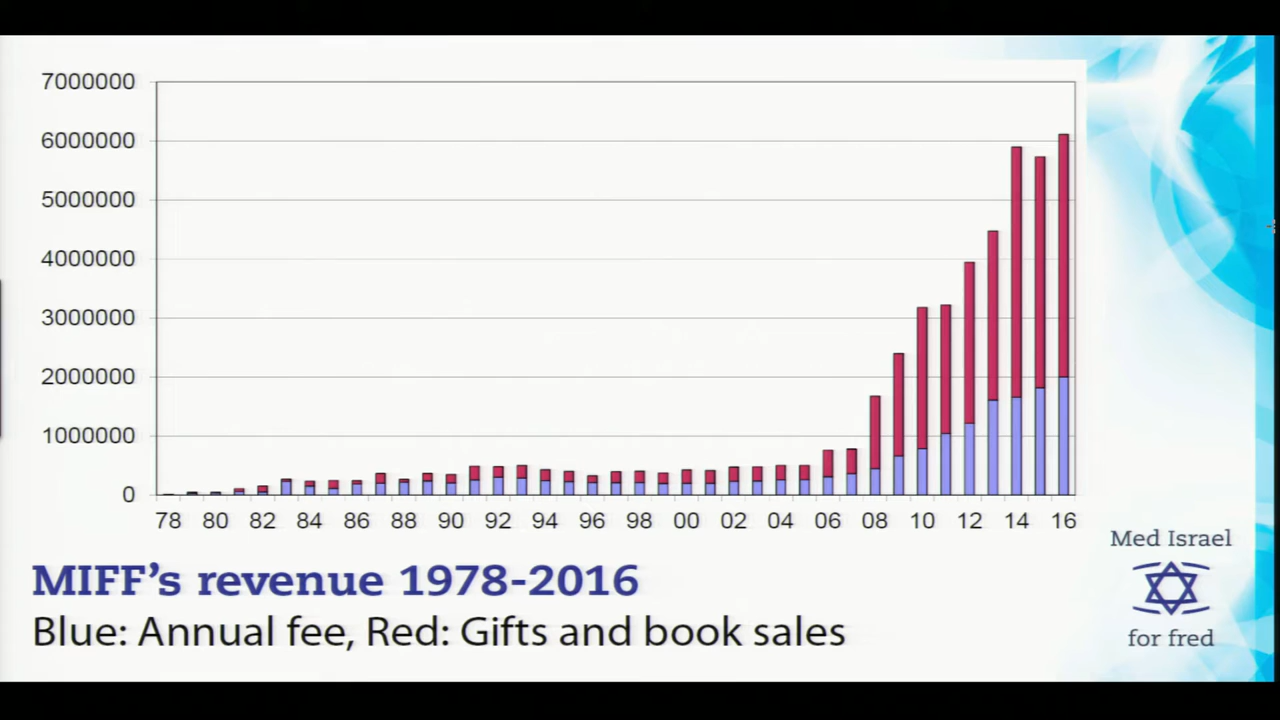 7000000
6000000
5000000
4000000
3000000
2000000
1000000
0
78 80 82 84 86 88 90 92 94 96 98 00 02 04 06 08 10 12 14 16
MIFF's revenue 1978-2016
Blue: Annual fee, Red: Gifts and book sales
Med Israel
for fred